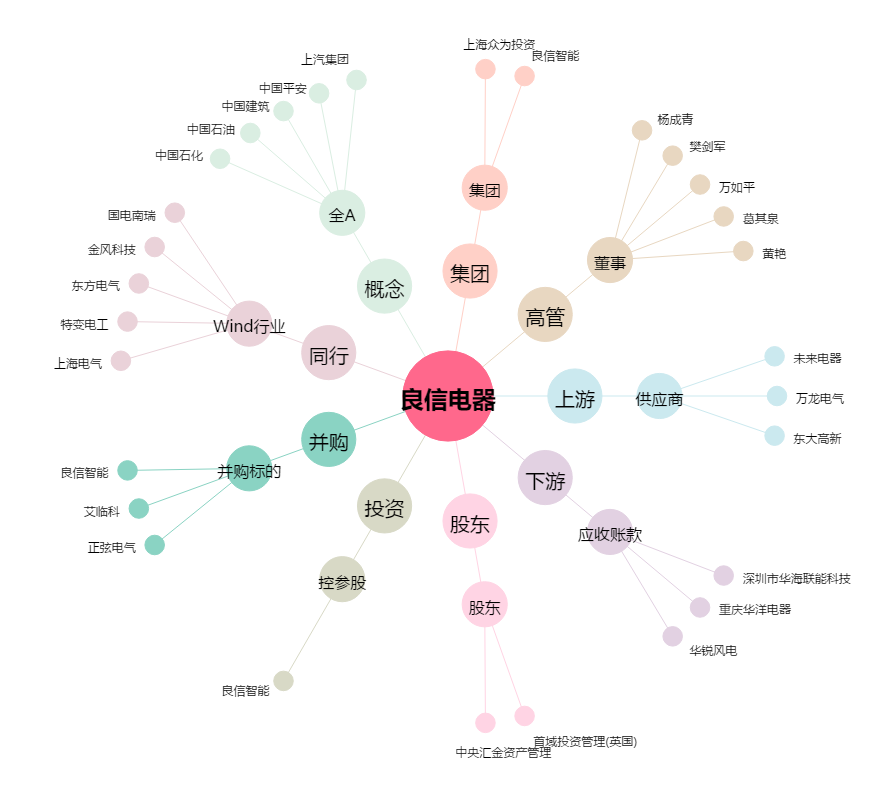 上海众为投资
良信智能
上汽集团
中国平安
中国建筑
中国石油
中国石化
杨成青
樊剑军
万如平
葛其泉
黄艳
集团
全A
国电南瑞
金风科技
东方电气
特变电工
上海电气
董事
集团
概念
高管
Wind行业
同行
未来电器
万龙电气
东大高新
良信电器
上游
供应商
并购
并购标的
良信智能
艾临科
正弦电气
下游
投资
股东
应收账款
控参股
股东
深圳市华海联能科技
重庆华洋电器
华锐风电
良信智能
首域投资管理(英国)
中央汇金资产管理